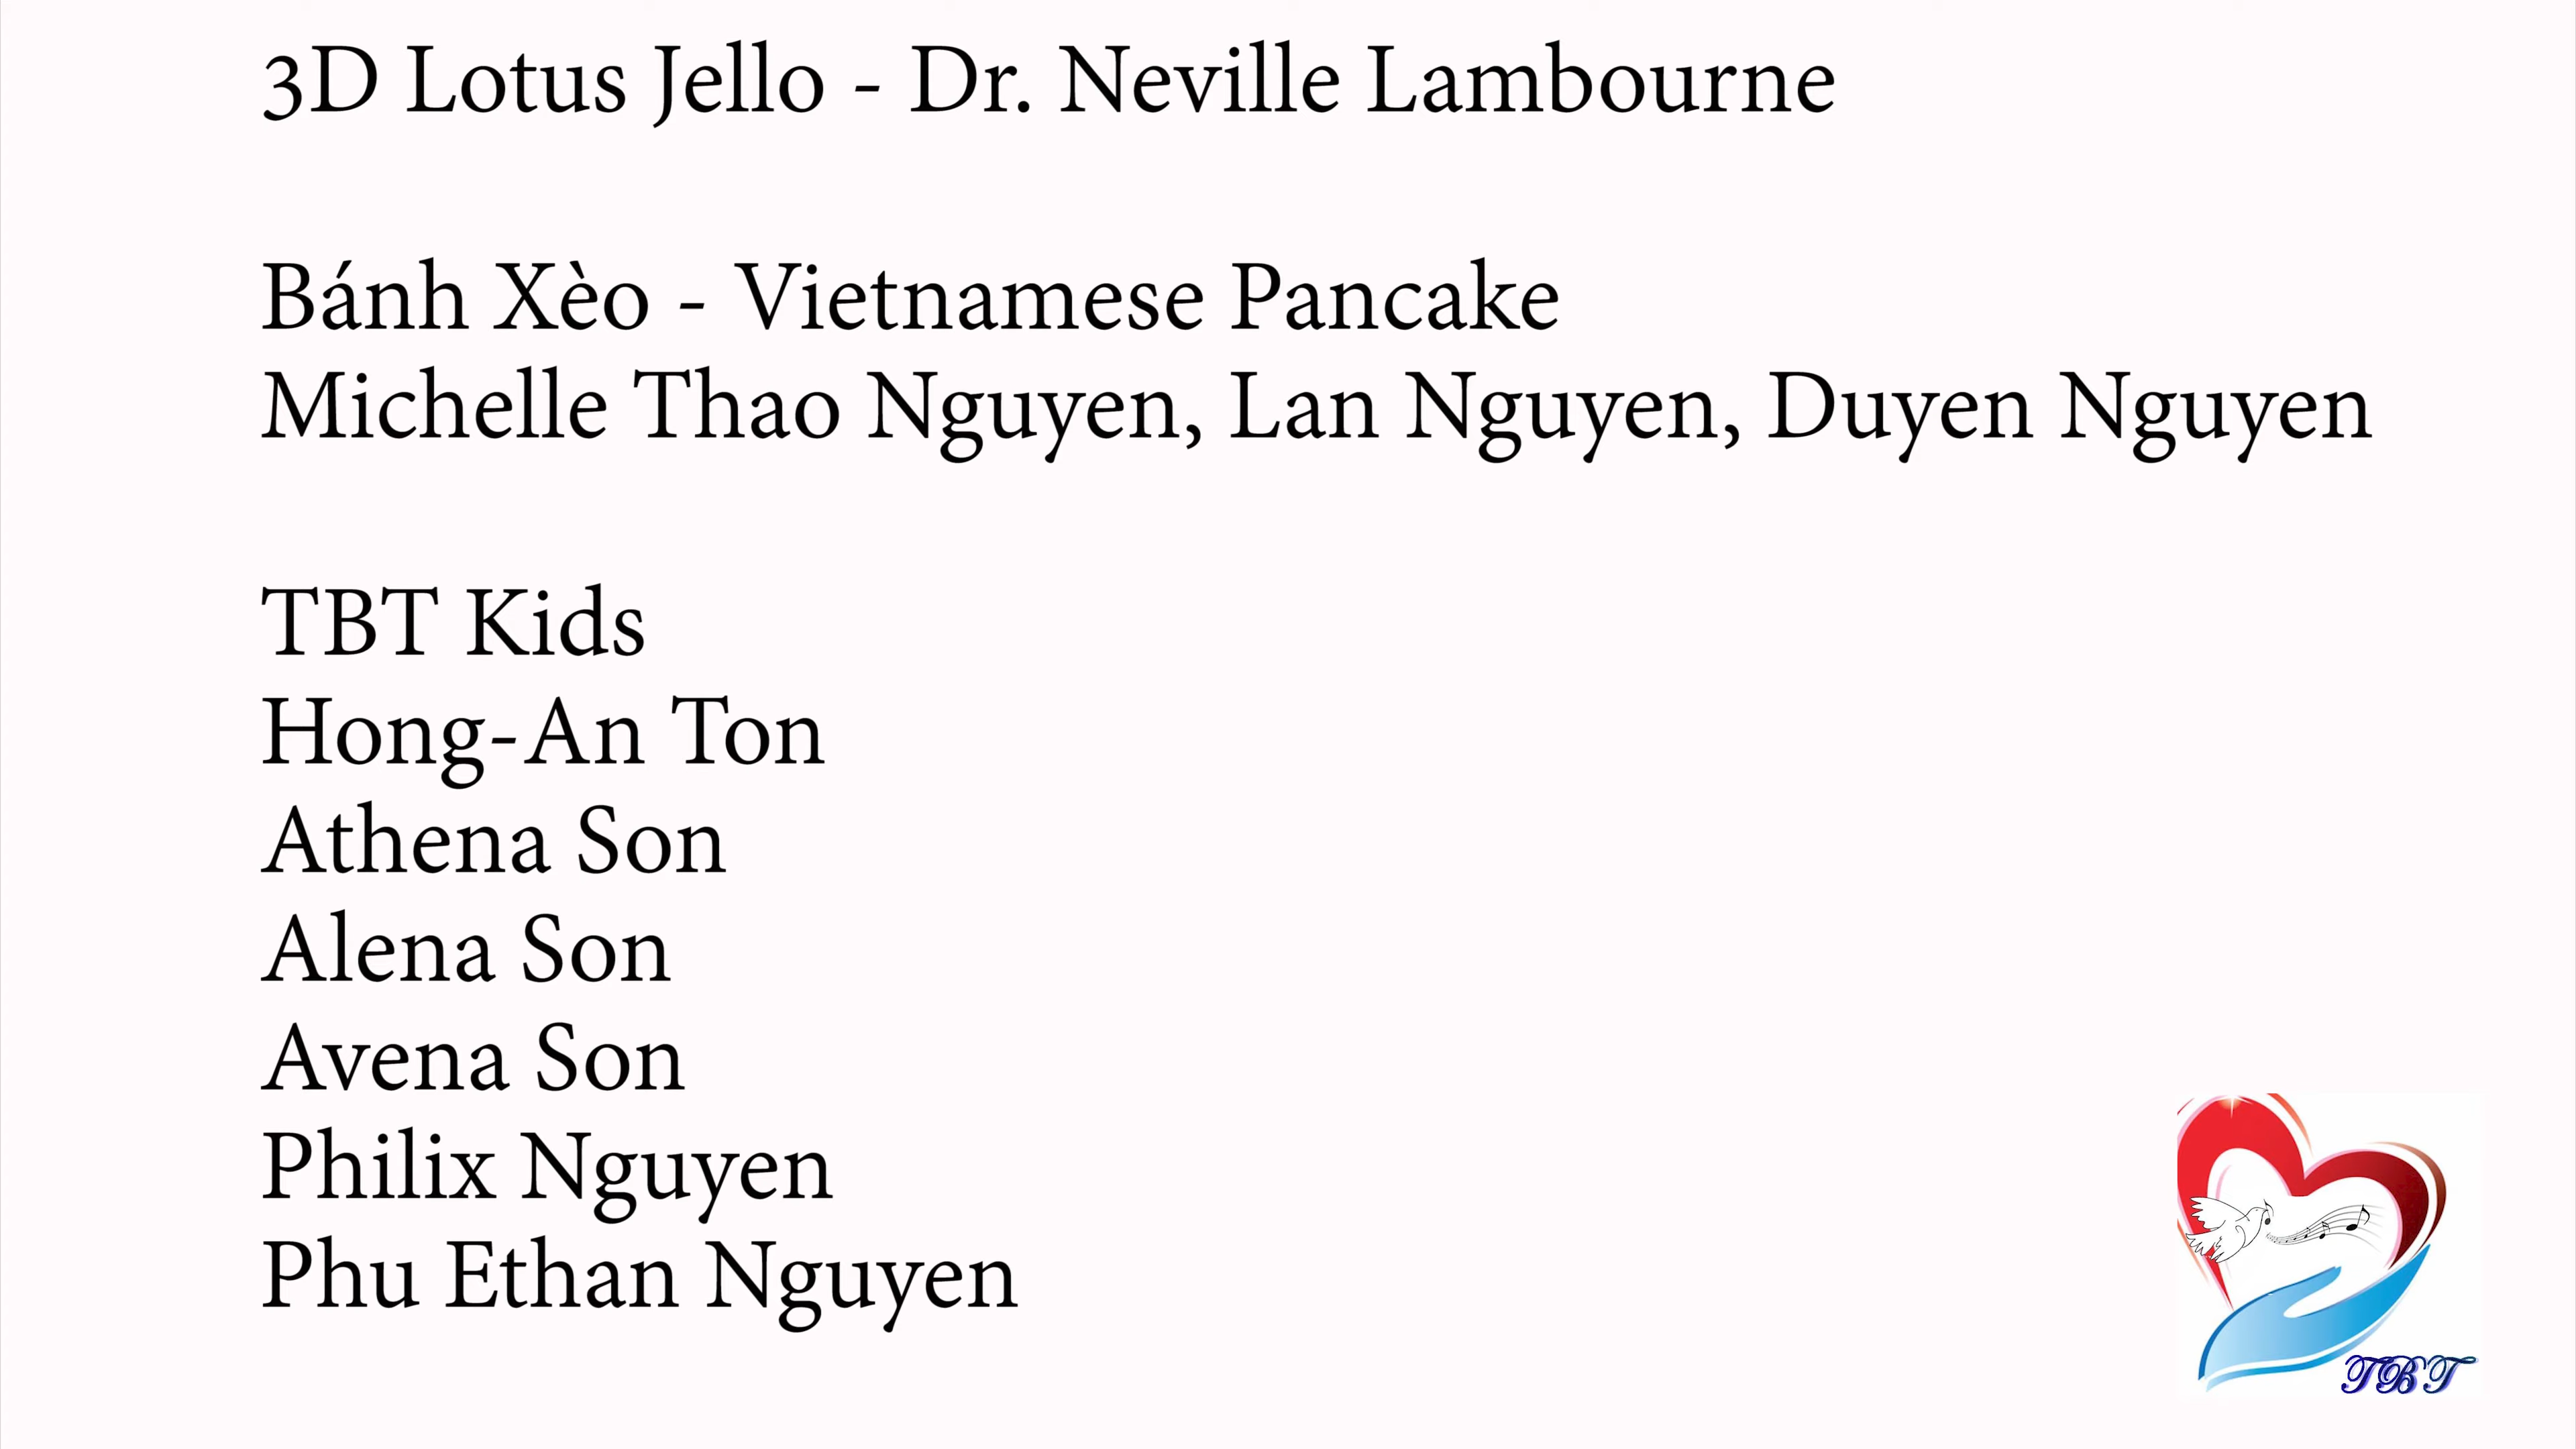 3D Lotus Jello - Dr. Neville Lambourne
Bánh Xèo - Vietnamese Pancake
Michelle Thao Nguyen, Lan Nguyen, Duyen Nguyen
TBT Kids
Hong-An Ton
Athena Son
Alena Son
Avena Son
Philix Nguyen
Phu Ethan Nguyen
TBT